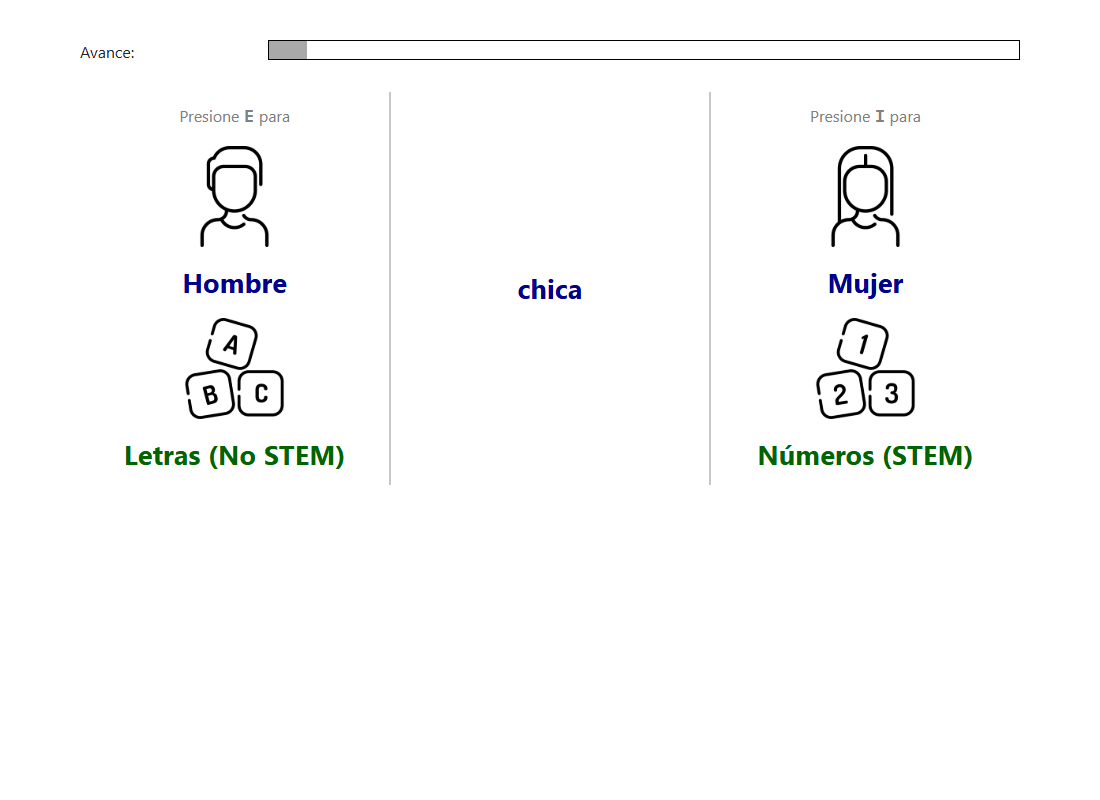 Avance:
Presione E para
Hombre
A
B C
Letras (No STEM)
chica
Presione I para
Mujer
1
2 3
Números (STEM)